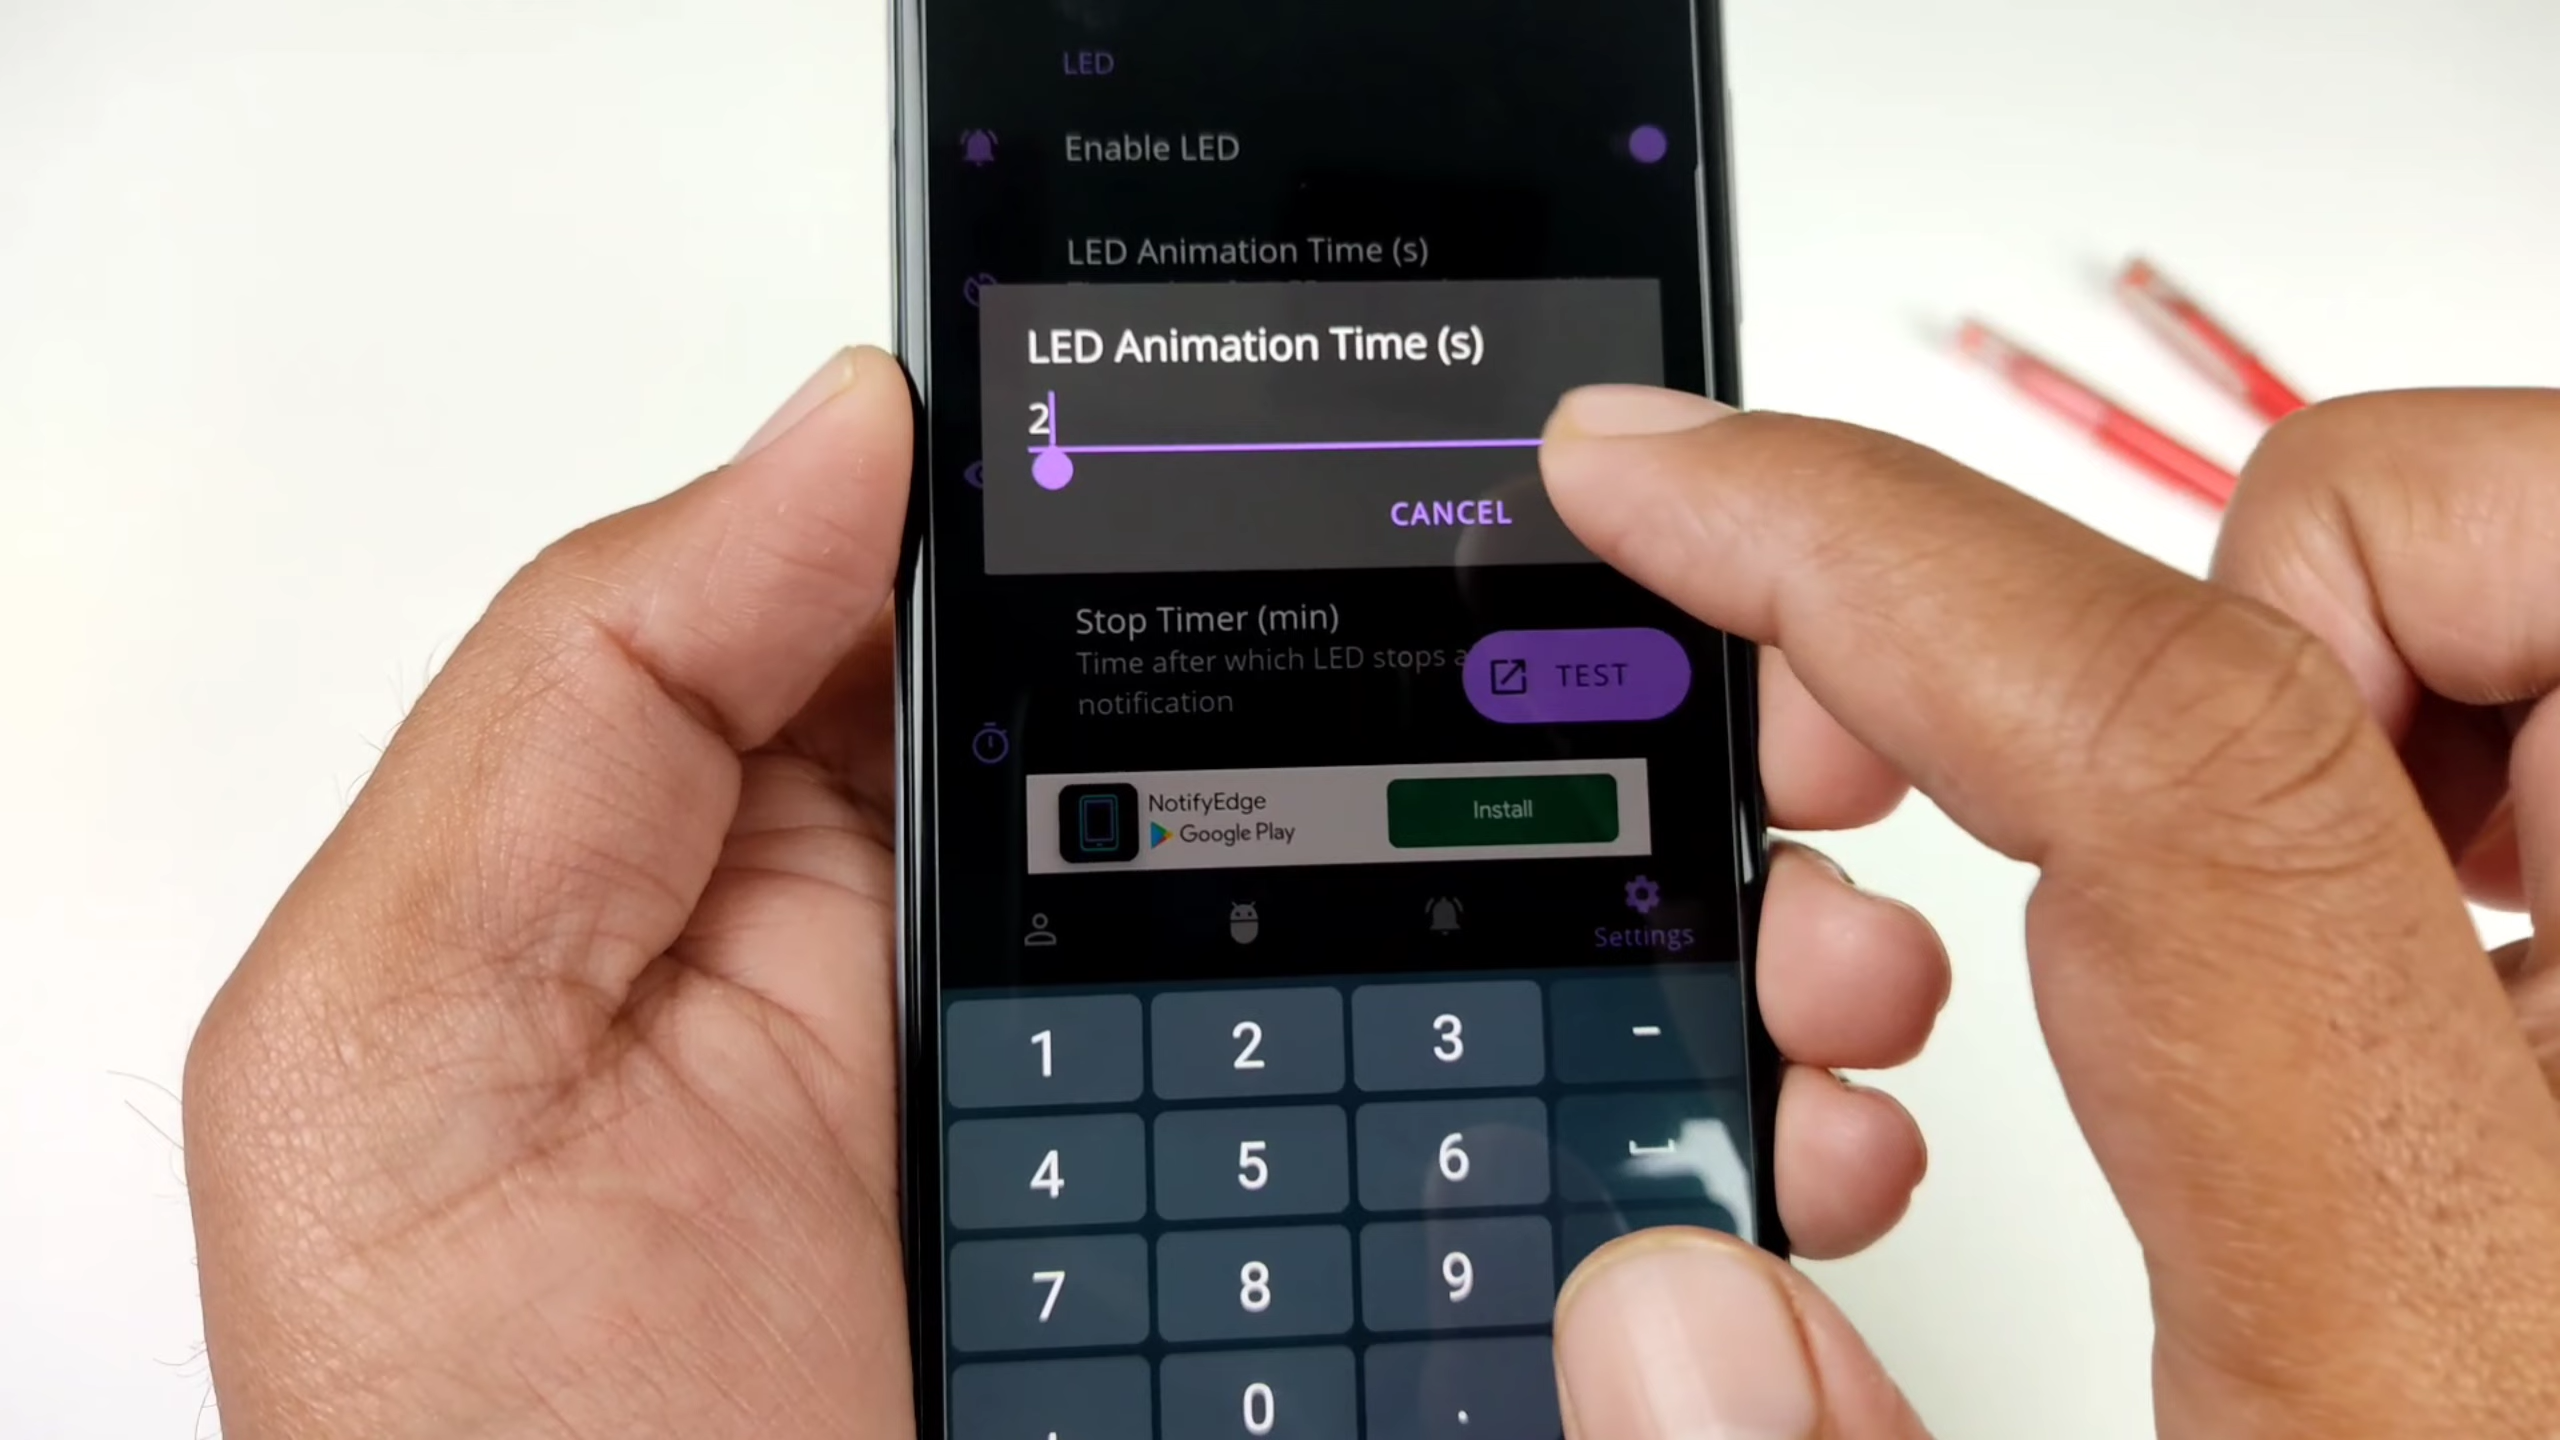 LED
Enable LED
LED Animation Time (s)
LED Animation Time (s)
2
CANCEL
Stop Timer (min)
Time after which LED stops a
notification
TEST
NotifyEdge
Google Play
Install
Settings
1 2 3 -
4 5 6
7 8 9
0 .